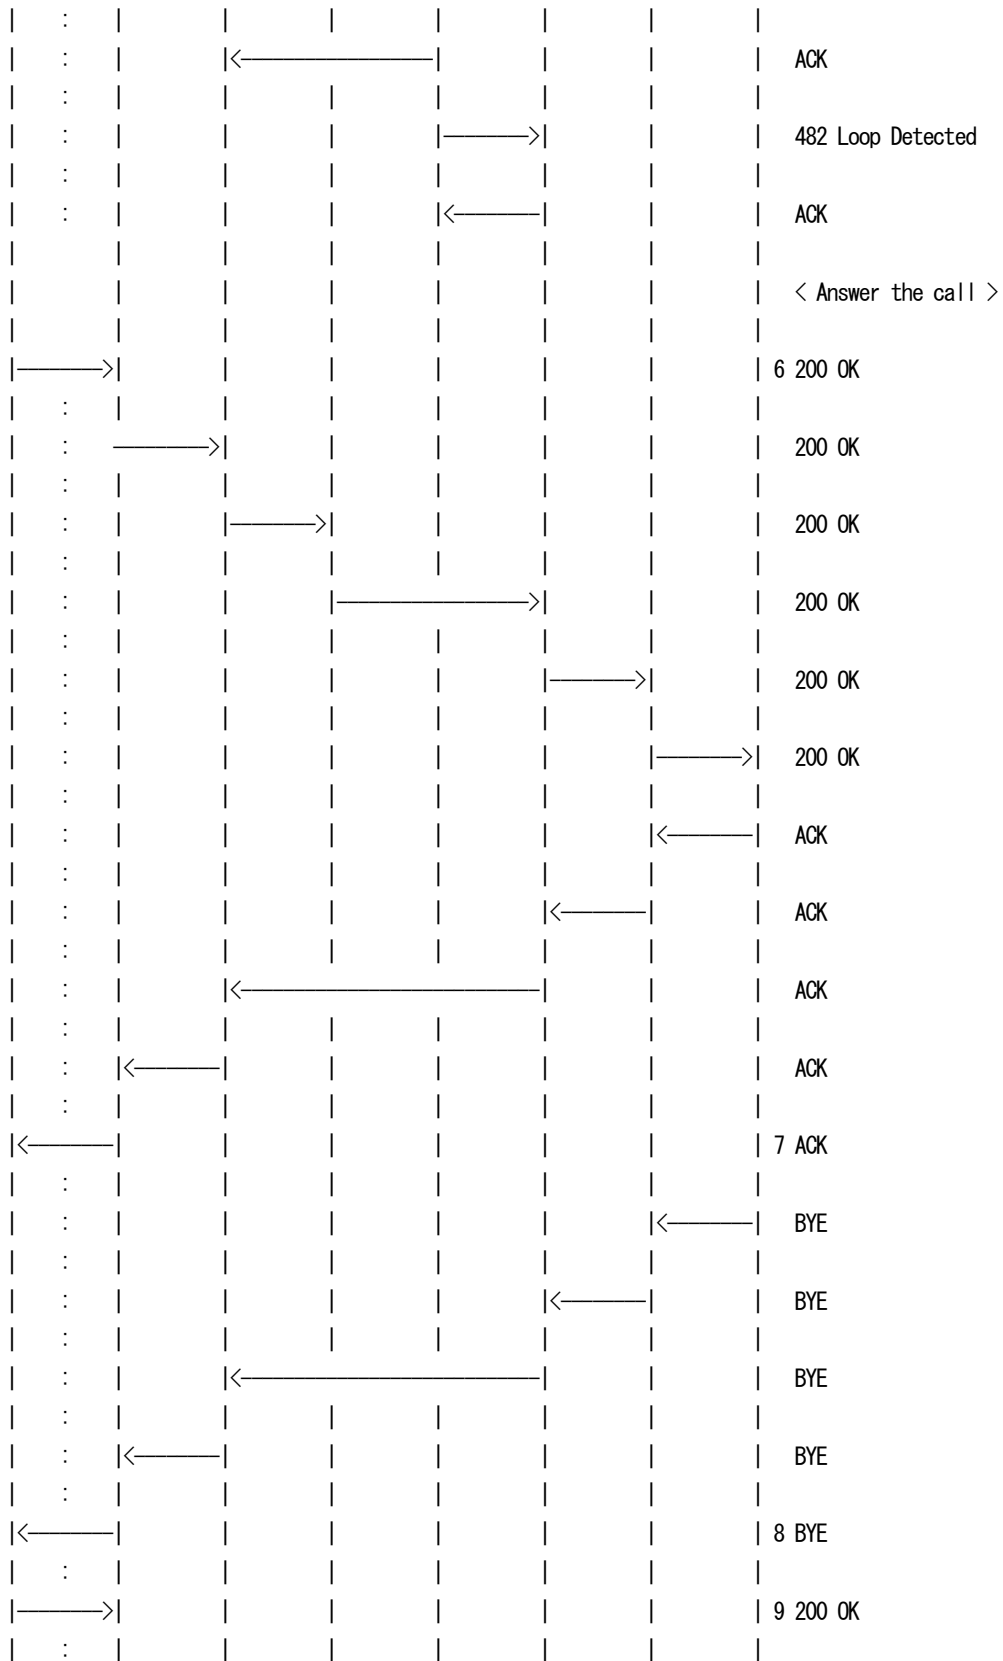 ACK
482 Loop Detected
ACK
< Answer the call >
6 200 OK
200 OK
200 OK
200 OK
200 OK
200 OK
ACK
ACK
ACK
ACK
7 ACK
BYE
BYE
BYE
BYE
8 BYE
9 200 OK